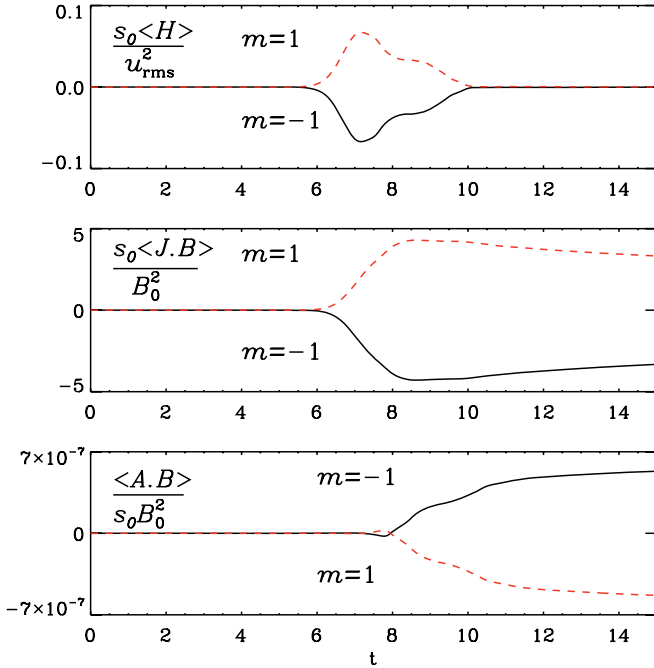 0.1
s₀<H>
u²rms
m=1
0.0
m=−1
−0.1
0 2 4 6 8 10 12 14
5
s₀<J.B>
B₀²
m=1
0
m=−1
−5
0 2 4 6 8 10 12 14
7×10⁻⁷
<A.B>
s₀B₀²
m=−1
0
m=1
−7×10⁻⁷
0 2 4 6 8 10 12 14
t